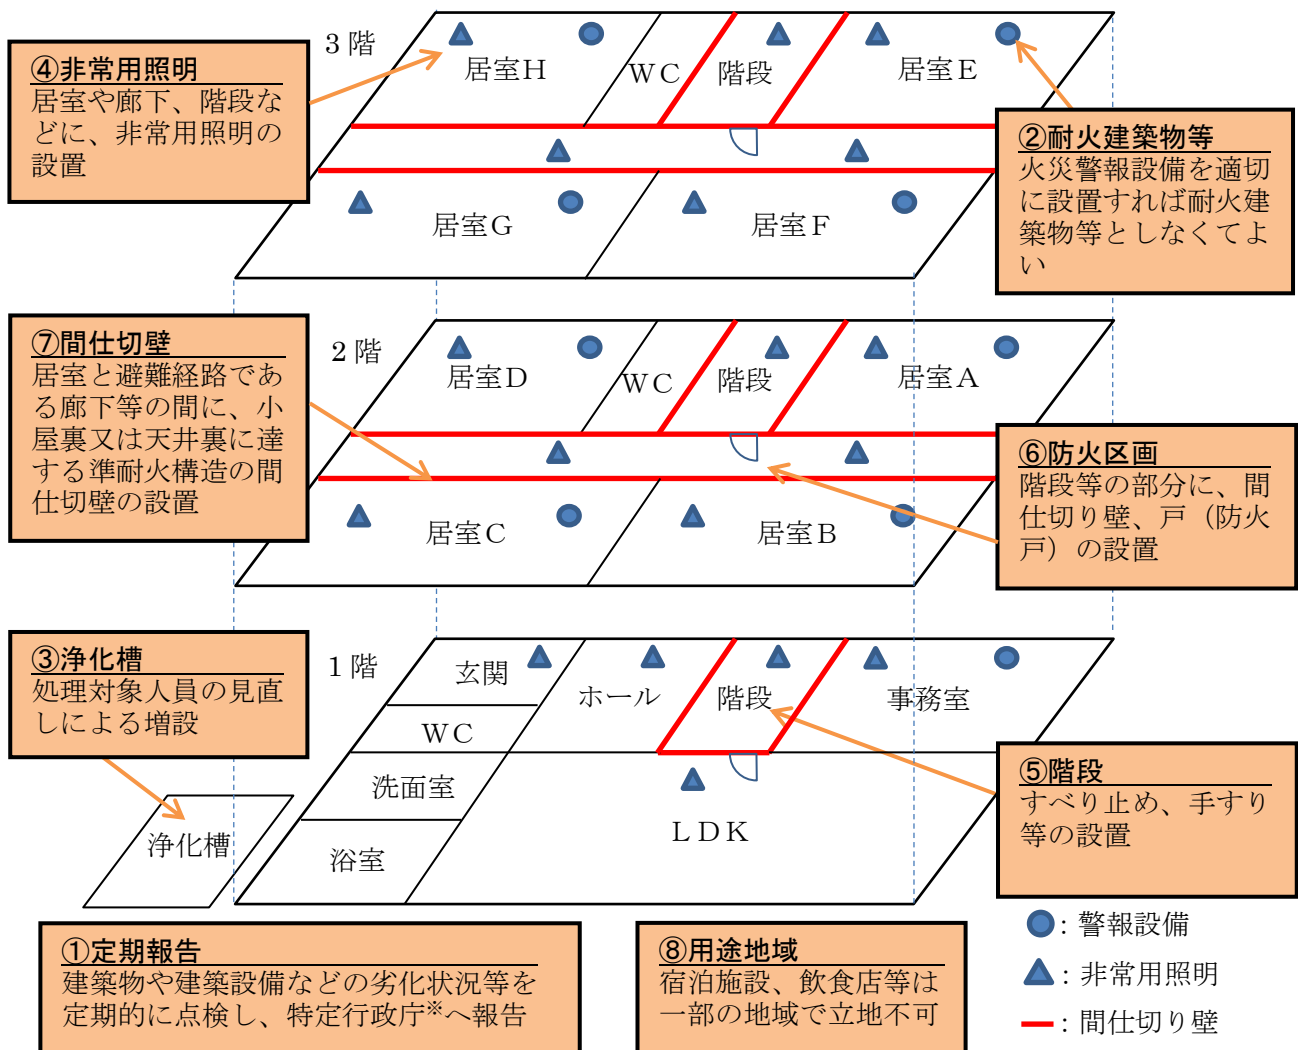 3階
④非常用照明
居室や廊下、階段な
どに、非常用照明の
設置
居室H
WC
階段
居室E
②耐火建築物等
火災警報設備を適切
に設置すれば耐火建
築物等としなくてよ
い
居室G
居室F
⑦間仕切壁
居室と避難経路であ
る廊下等の間に、小
屋裏又は天井裏に達
する準耐火構造の間
仕切壁の設置
2階
居室D
WC
階段
居室A
⑥防火区画
階段等の部分に、間
仕切り壁、戸（防火
戸）の設置
居室C
居室B
③浄化槽
処理対象人員の見直
しによる増設
1階
玄関
ホール
階段
事務室
WC
洗面室
浴室
LDK
浄化槽
⑤階段
すべり止め、手すり
等の設置
①定期報告
建築物や建築設備などの劣化状況等を
定期的に点検し、特定行政庁※へ報告
⑧用途地域
宿泊施設、飲食店等は
一部の地域で立地不可
：警報設備
：非常用照明
：間仕切り壁